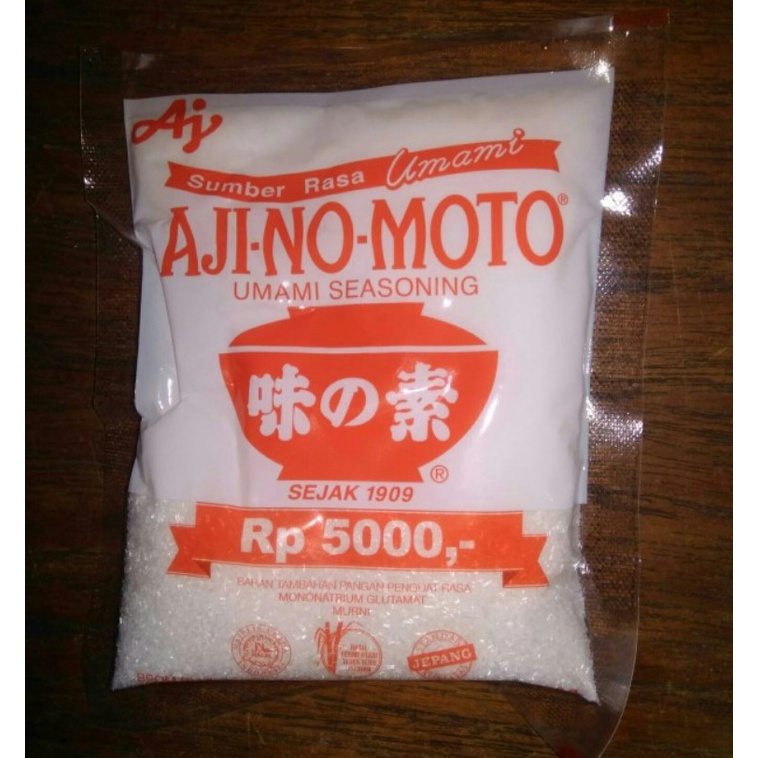 Aj
Sumber Rasa Umami
AJI-NO-MOTO®
UMAMI SEASONING
味の素
®
SEJAK 1909
Rp 5000,-
BAHAN TAMBAHAN PANGAN PENGUAT RASA
MONONATRIUM GLUTAMAT
MURNI
JEPANG